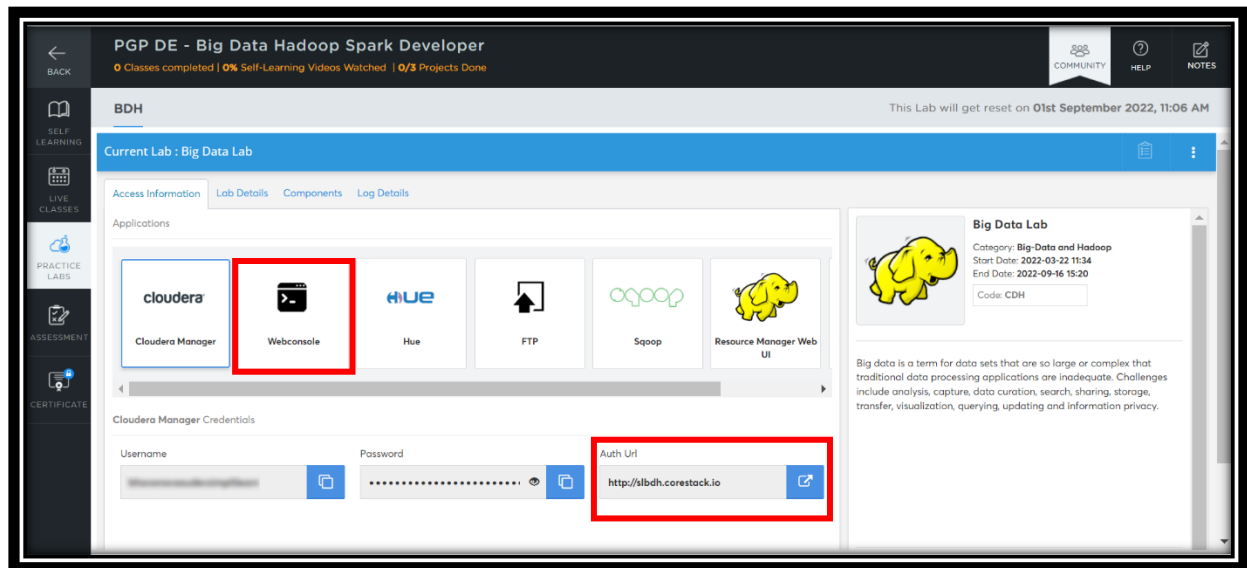 BACK
PGP DE - Big Data Hadoop Spark Developer
0 Classes completed | 0% Self-Learning Videos Watched | 0/3 Projects Done
COMMUNITY
HELP
NOTES
SELF
LEARNING
LIVE
CLASSES
PRACTICE
LABS
ASSESSMENT
CERTIFICATE
BDH
This Lab will get reset on 01st September 2022, 11:06 AM
Current Lab : Big Data Lab
Access Information Lab Details Components Log Details
Applications
cloudera
Cloudera Manager
Webconsole
HUE
Hue
FTP
sqoop
Sqoop
Resource Manager Web
UI
Cloudera Manager Credentials
Username
Password
Auth Url
http://slbdh.corestack.io
Big Data Lab
Category: Big-Data and Hadoop
Start Date: 2022-03-22 11:34
End Date: 2022-09-16 15:20
Code: CDH
Big data is a term for data sets that are so large or complex that
traditional data processing applications are inadequate. Challenges
include analysis, capture, data curation, search, sharing, storage,
transfer, visualization, querying, updating and information privacy.